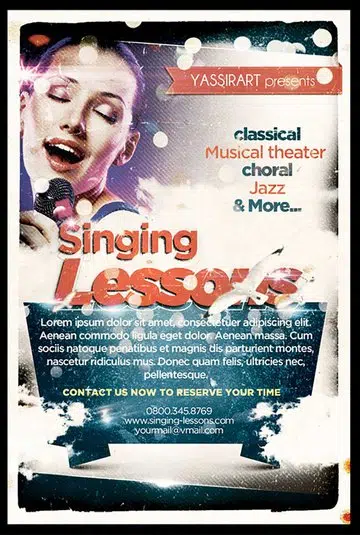 YASSIRART presents
classical
Musical theater
choral
Jazz
& More...
Singing
Lessons
Lorem ipsum dolor sit amet, consectetuer adipiscing elit.
Aenean commodo ligula eget dolor. Aenean massa. Cum
sociis natoque penatibus et magnis dis parturient montes,
nascetur ridiculus mus. Donec quam felis, ultricies nec,
pellentesque.
CONTACT US NOW TO RESERVE YOUR TIME
0800.345.8769
www.singing-lessons.com
yourmail@vmail.com